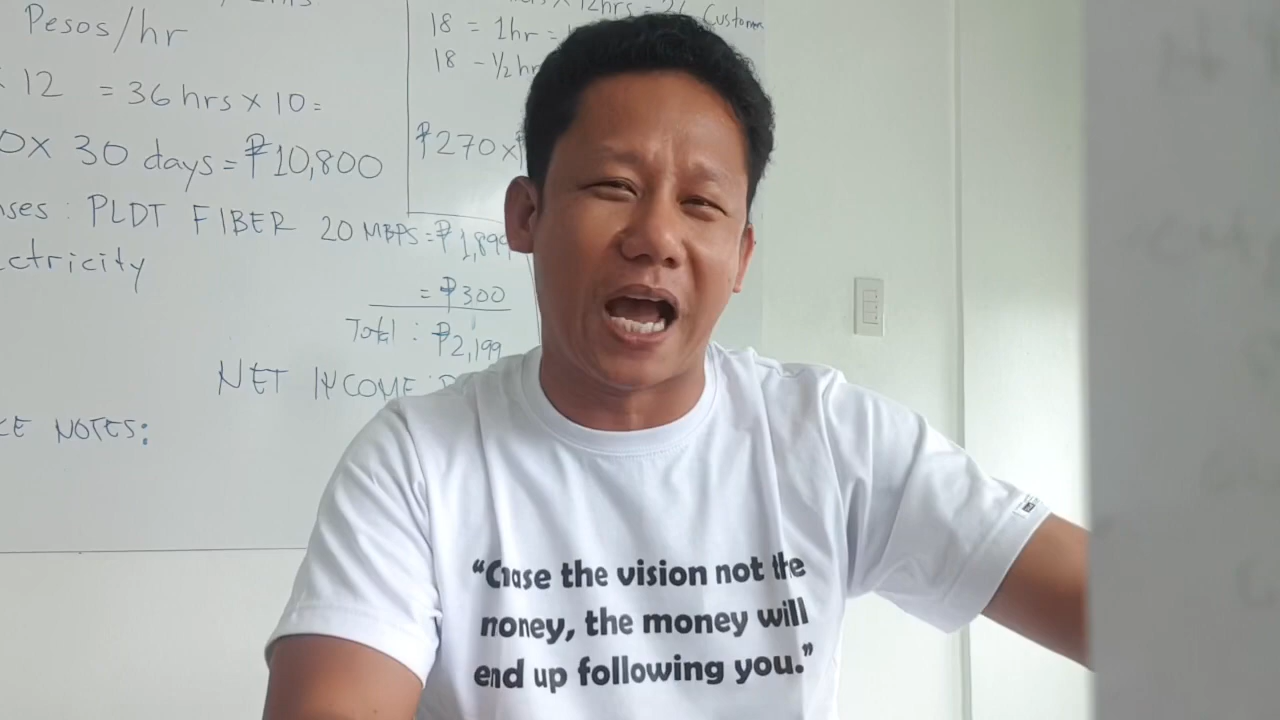 Pesos/hr
12 = 36 hrs x 10 =
0x 30 days = ₱10,800
PLDT FIBER 20 MBPS = ₱1,899
= ₱300
Total : ₱2,199
NET INCOME :
NOTES:
x 12hrs = 
18 = 1hr =
18 - ½ hr
₱270 x
"Chase the vision not the
money, the money will
end up following you."